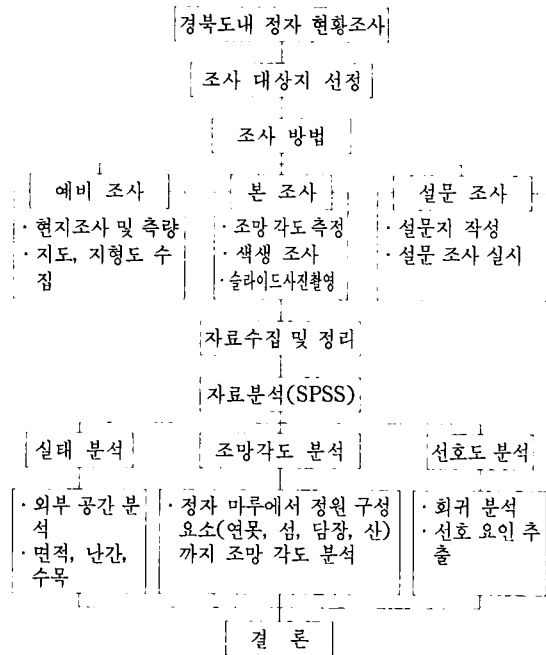 경북도내 정자 현황조사
조사 대상지 선정
조사 방법
예비 조사
· 현지조사 및 측량
· 지도, 지형도 수
집
본 조사
· 조망 각도 측정
· 색생 조사
· 슬라이드사진촬영
설문 조사
· 설문지 작성
· 설문 조사 실시
자료수집 및 정리
자료분석(SPSS)
실태 분석
· 외부 공간 분
석
· 면적, 난간,
수목
조망각도 분석
· 정자 마루에서 정원 구성
요소(연못, 섬, 담장, 산)
까지 조망 각도 분석
선호도 분석
· 회귀 분석
· 선호 요인 추
출
결 론